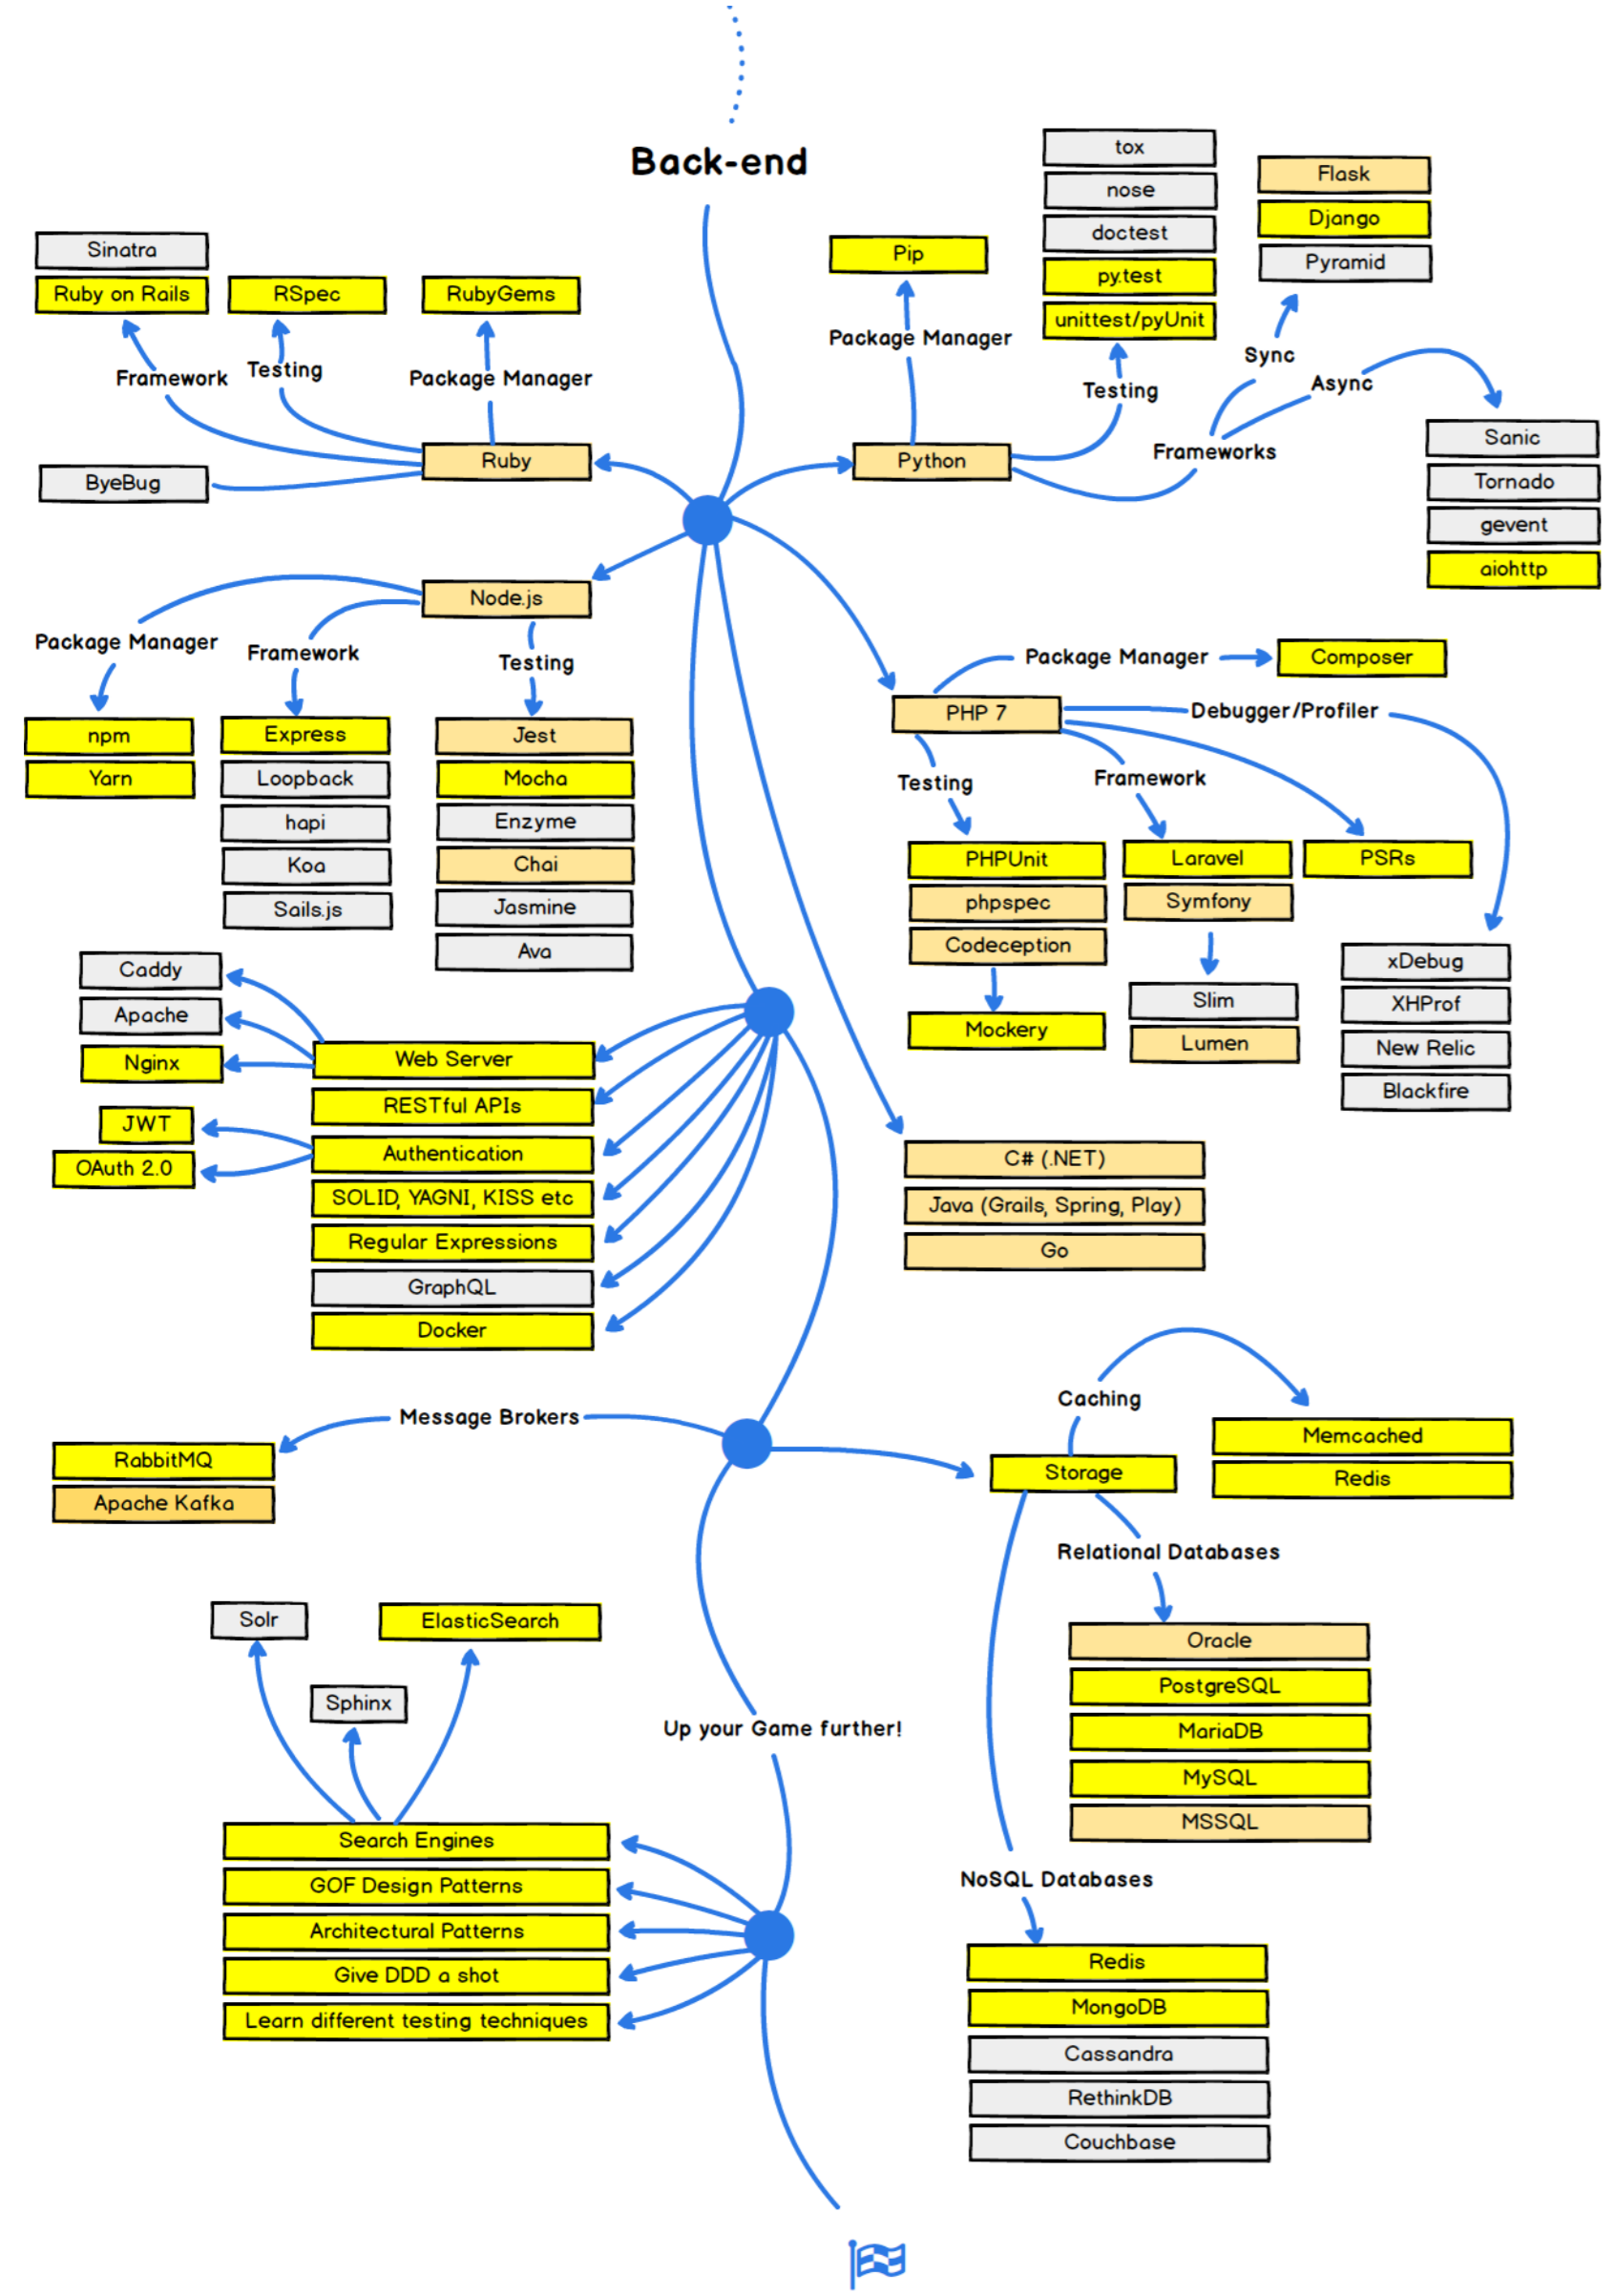 Back-end
Sinatra
Ruby on Rails
RSpec
RubyGems
Framework
Testing
Package Manager
Ruby
ByeBug
Pip
Package Manager
Python
tox
nose
doctest
py.test
unittest/pyUnit
Testing
Flask
Django
Pyramid
Sync
Async
Frameworks
Sanic
Tornado
gevent
aiohttp
Node.js
Package Manager
Framework
Testing
npm
Yarn
Express
Loopback
hapi
Koa
Sails.js
Jest
Mocha
Enzyme
Chai
Jasmine
Ava
Package Manager
Composer
PHP 7
Debugger/Profiler
Testing
Framework
PHPUnit
phpspec
Codeception
Mockery
Laravel
Symfony
Slim
Lumen
PSRs
xDebug
XHProf
New Relic
Blackfire
Caddy
Apache
Nginx
JWT
OAuth 2.0
Web Server
RESTful APIs
Authentication
SOLID, YAGNI, KISS etc
Regular Expressions
GraphQL
Docker
C# (.NET)
Java (Grails, Spring, Play)
Go
Message Brokers
RabbitMQ
Apache Kafka
Caching
Memcached
Redis
Storage
Relational Databases
Oracle
PostgreSQL
MariaDB
MySQL
MSSQL
NoSQL Databases
Redis
MongoDB
Cassandra
RethinkDB
Couchbase
Up your Game further!
Solr
ElasticSearch
Sphinx
Search Engines
GOF Design Patterns
Architectural Patterns
Give DDD a shot
Learn different testing techniques